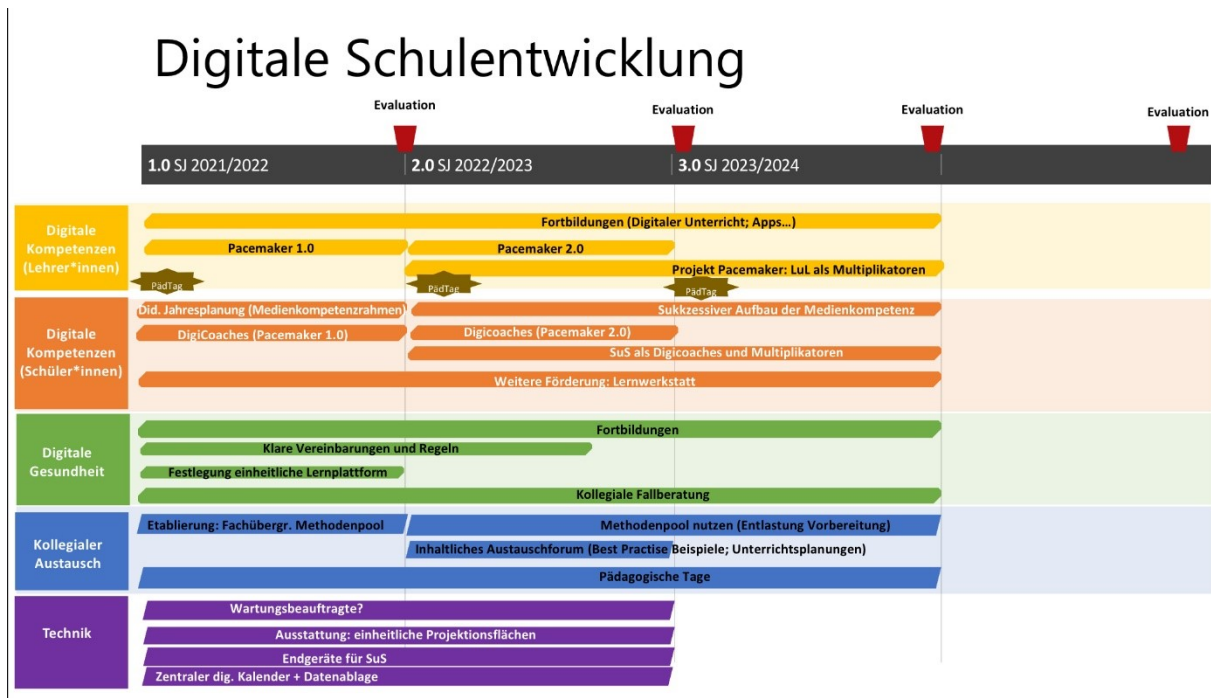 Digitale Schulentwicklung
Evaluation
Evaluation
Evaluation
Evaluation
1.0 SJ 2021/2022
2.0 SJ 2022/2023
3.0 SJ 2023/2024
Digitale
Kompetenzen
(Lehrer*innen)
Fortbildungen (Digitaler Unterricht; Apps...)
Pacemaker 1.0
Pacemaker 2.0
Projekt Pacemaker: LuL als Multiplikatoren
PädTag
PädTag
PädTag
Digitale
Kompetenzen
(Schüler*innen)
Did. Jahresplanung (Medienkompetenzrahmen)
Sukkzessiver Aufbau der Medienkompetenz
DigiCoaches (Pacemaker 1.0)
Digicoaches (Pacemaker 2.0)
SuS als Digicoaches und Multiplikatoren
Weitere Förderung: Lernwerkstatt
Digitale
Gesundheit
Fortbildungen
Klare Vereinbarungen und Regeln
Festlegung einheitliche Lernplattform
Kollegiale Fallberatung
Kollegialer
Austausch
Etablierung: Fachübergr. Methodenpool
Methodenpool nutzen (Entlastung Vorbereitung)
Inhaltliches Austauschforum (Best Practise Beispiele; Unterrichtsplanungen)
Pädagogische Tage
Technik
Wartungsbeauftragte?
Ausstattung: einheitliche Projektionsflächen
Endgeräte für SuS
Zentraler dig. Kalender + Datenablage